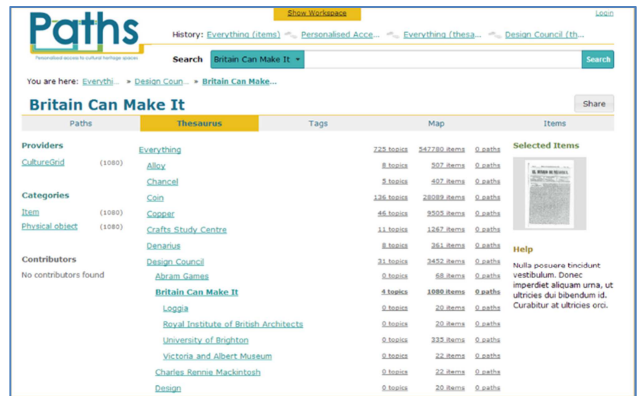 Show Workspace
Login
Paths
Personalised access to cultural heritage spaces
History: Everything (items) Personalised Acce... Everything (thesa... Design Council (th...
Search Britain Can Make It Search
You are here: Everythi... » Design Coun... » Britain Can Make...
Britain Can Make It
Share
Paths Thesaurus Tags Map Items
Providers
CultureGrid (1080)
Categories
Item (1080)
Physical object (1080)
Contributors
No contributors found
Everything 725 topics 547780 items 0 paths
Alloy 8 topics 507 items 0 paths
Chancel 5 topics 407 items 0 paths
Coin 136 topics 28089 items 0 paths
Copper 46 topics 9505 items 0 paths
Crafts Study Centre 11 topics 1267 items 0 paths
Denarius 8 topics 361 items 0 paths
Design Council 31 topics 3452 items 0 paths
Abram Games 0 topics 68 items 0 paths
Britain Can Make It 4 topics 1080 items 0 paths
Loggia 0 topics 20 items 0 paths
Royal Institute of British Architects 0 topics 20 items 0 paths
University of Brighton 0 topics 335 items 0 paths
Victoria and Albert Museum 0 topics 22 items 0 paths
Charles Rennie Mackintosh 0 topics 22 items 0 paths
Design 0 topics 20 items 0 paths
Selected Items
Help
Nulla posuere tincidunt
vestibulum. Donec
imperdiet aliquam urna, ut
ultricies dui bibendum id.
Curabitur at ultricies orci.